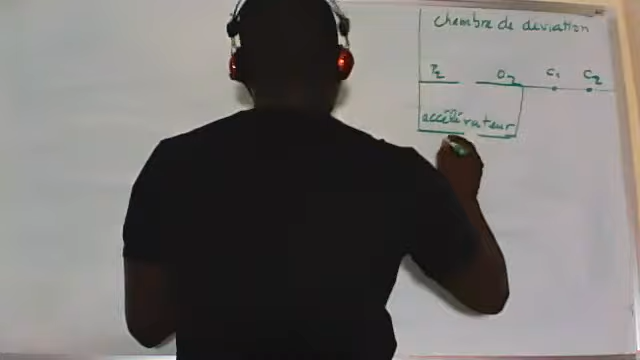 chambre de deviation
P₂ O₂ C₁ C₂
accélérateur